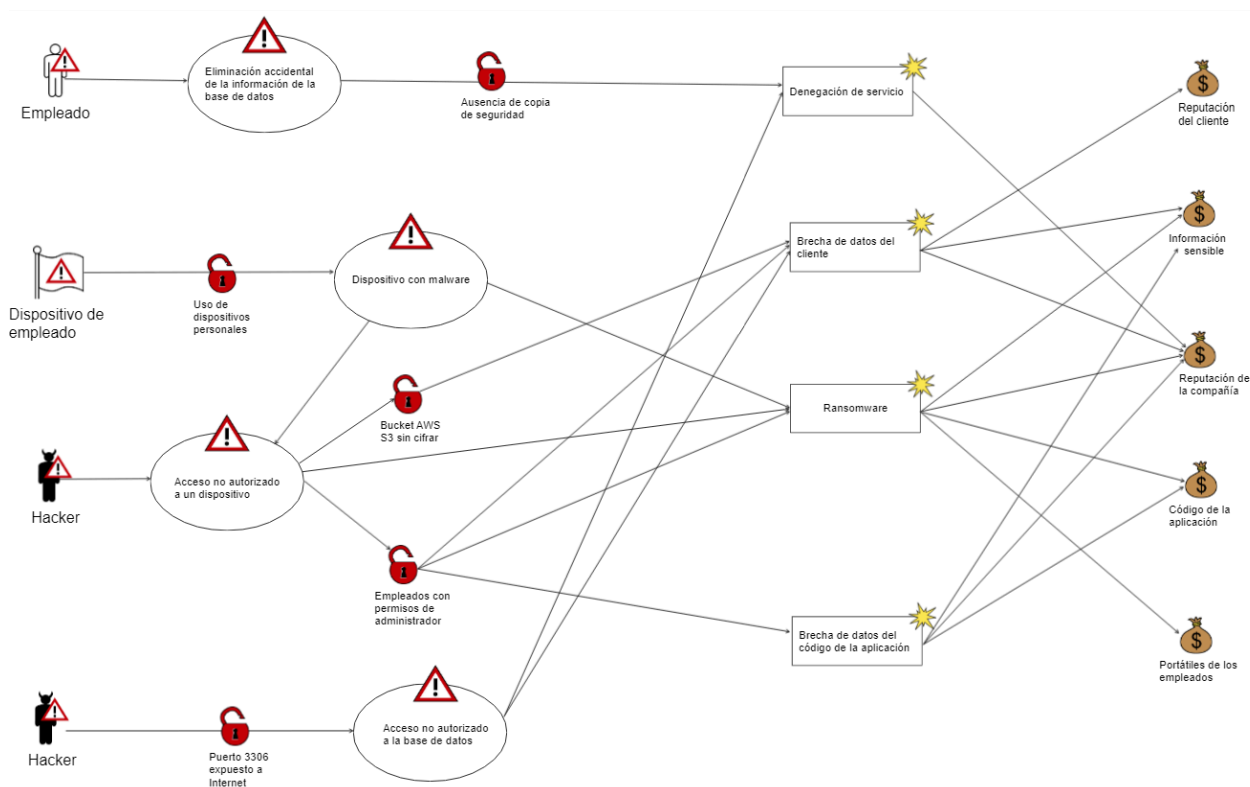 Empleado
Eliminación accidental
de la información de la
base de datos
Ausencia de copia
de seguridad
Denegación de servicio
Reputación
del cliente
Dispositivo de
empleado
Uso de
dispositivos
personales
Dispositivo con malware
Brecha de datos del
cliente
Información
sensible
Bucket AWS
S3 sin cifrar
Ransomware
Reputación de
la compañía
Hacker
Acceso no autorizado
a un dispositivo
Empleados con
permisos de
administrador
Código de la
aplicación
Brecha de datos del
código de la aplicación
Portátiles de los
empleados
Hacker
Puerto 3306
expuesto a
Internet
Acceso no autorizado
a la base de datos